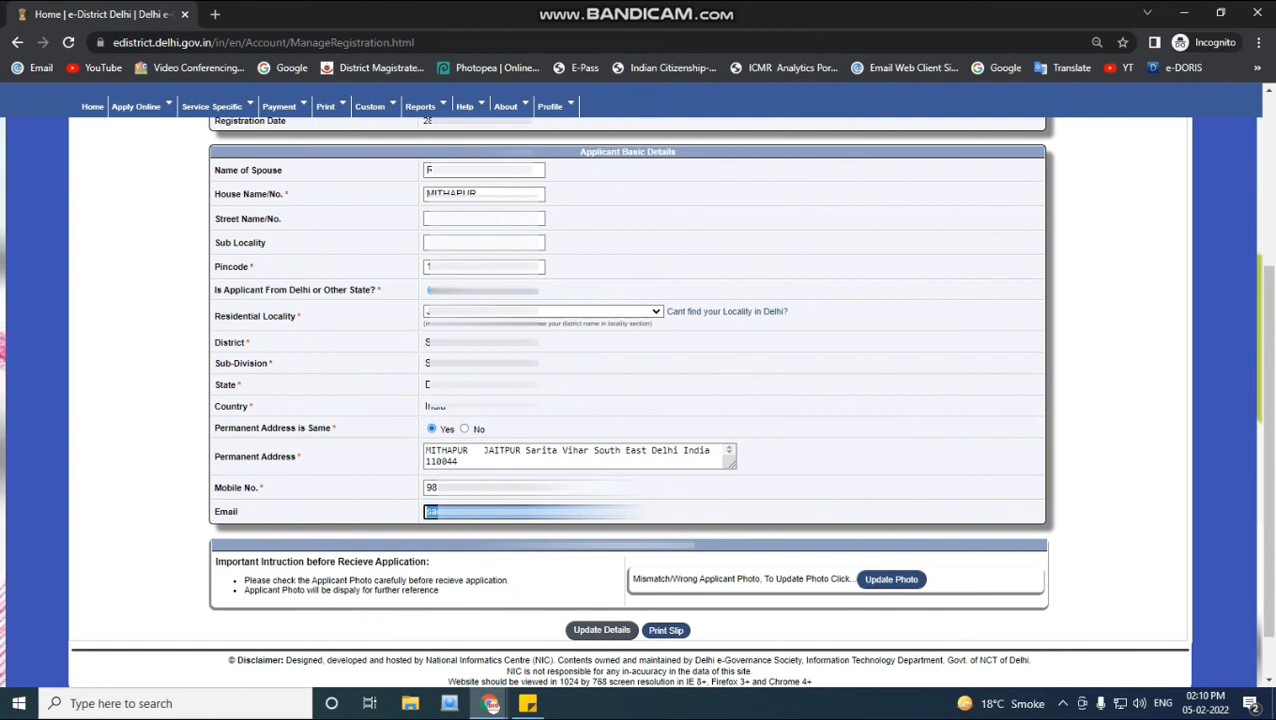 www.BANDICAM.com
Home | e-District Delhi | Delhi e-G
edistrict.delhi.gov.in/in/en/Account/ManageRegistration.html
Incognito
Email YouTube Video Conferencing... Google District Magistrate... Photopea | Online... E-Pass Indian Citizenship-... ICMR Analytics Por... Email Web Client Si... Google Translate YT e-DORIS »
Home Apply Online Service Specific Payment Print Custom Reports Help About Profile
Registration Date 28
Applicant Basic Details
Name of Spouse R
House Name/No. * MITHAPUR
Street Name/No.
Sub Locality
Pincode * 1
Is Applicant From Delhi or Other State? *
Residential Locality * Cant find your Locality in Delhi?
se your district name in locality section)
District * S
Sub-Division * S
State * D
Country * India
Permanent Address is Same * Yes No
Permanent Address * MITHAPUR JAITPUR Sarita Vihar South East Delhi India
110044
Mobile No. * 98
Email sar
Important Intruction before Recieve Application:
Please check the Applicant Photo carefully before recieve application.
Applicant Photo will be dispaly for further reference
Mismatch/Wrong Applicant Photo, To Update Photo Click... Update Photo
Update Details Print Slip
© Disclaimer: Designed, developed and hosted by National Informatics Centre (NIC). Contents owned and maintained by Delhi e-Governance Society, Information Technology Department, Govt. of NCT of Delhi.
NIC is not responsible for any in-accuracy in the data of this site.
Website should be viewed in 1024 by 768 screen resolution in IE 8+, Firefox 3+ and Chrome 4+
Type here to search
18°C Smoke
02:10 PM
05-02-2022
2